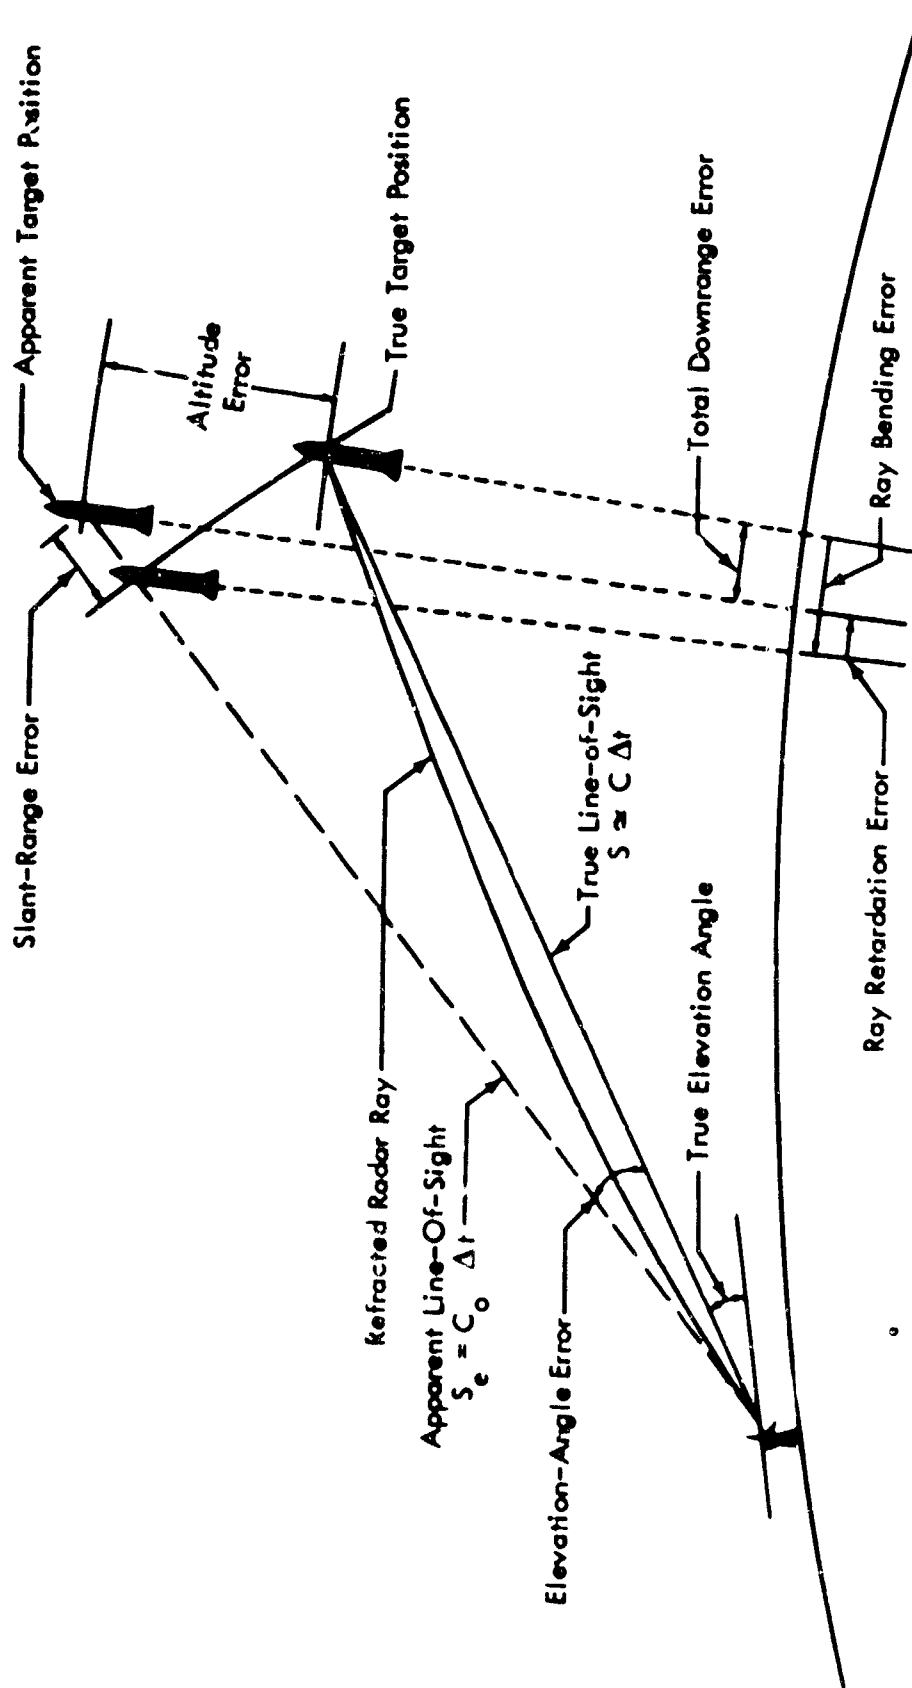 Slant-Range Error
Apparent Target Position
Altitude
Error
True Target Position
Refracted Radar Ray
Apparent Line-Of-Sight
S_e = C_o Δt
True Line-of-Sight
S ≃ C Δt
Elevation-Angle Error
True Elevation Angle
Total Downrange Error
Ray Retardation Error
Ray Bending Error